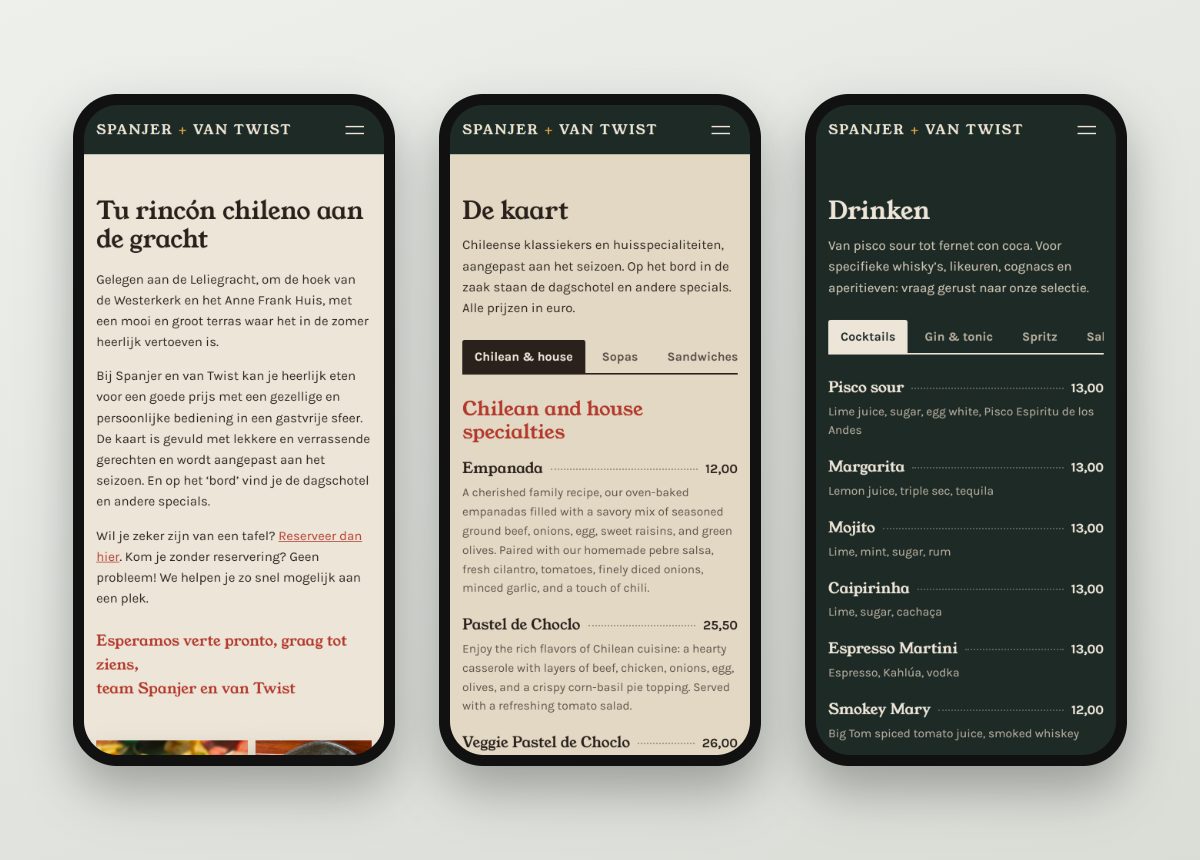 SPANJER + VAN TWIST
Tu rincón chileno aan
de gracht
Gelegen aan de Leliegracht, om de hoek van
de Westerkerk en het Anne Frank Huis, met
een mooi en groot terras waar het in de zomer
heerlijk vertoeven is.
Bij Spanjer en van Twist kan je heerlijk eten
voor een goede prijs met een gezellige en
persoonlijke bediening in een gastvrije sfeer.
De kaart is gevuld met lekkere en verrassende
gerechten en wordt aangepast aan het
seizoen. En op het ‘bord’ vind je de dagschotel
en andere specials.
Wil je zeker zijn van een tafel? Reserveer dan
hier. Kom je zonder reservering? Geen
probleem! We helpen je zo snel mogelijk aan
een plek.
Esperamos verte pronto, graag tot
ziens,
team Spanjer en van Twist
SPANJER + VAN TWIST
De kaart
Chileense klassiekers en huisspecialiteiten,
aangepast aan het seizoen. Op het bord in de
zaak staan de dagschotel en andere specials.
Alle prijzen in euro.
Chilean & house Sopas Sandwiches
Chilean and house
specialties
Empanada 12,00
A cherished family recipe, our oven-baked
empanadas filled with a savory mix of seasoned
ground beef, onions, egg, sweet raisins, and green
olives. Paired with our homemade pebre salsa,
fresh cilantro, tomatoes, finely diced onions,
minced garlic, and a touch of chili.
Pastel de Choclo 25,50
Enjoy the rich flavors of Chilean cuisine: a hearty
casserole with layers of beef, chicken, onions, egg,
olives, and a crispy corn-basil pie topping. Served
with a refreshing tomato salad.
Veggie Pastel de Choclo 26,00
SPANJER + VAN TWIST
Drinken
Van pisco sour tot fernet con coca. Voor
specifieke whisky’s, likeuren, cognacs en
aperitieven: vraag gerust naar onze selectie.
Cocktails Gin & tonic Spritz Sal
Pisco sour 13,00
Lime juice, sugar, egg white, Pisco Espiritu de los
Andes
Margarita 13,00
Lemon juice, triple sec, tequila
Mojito 13,00
Lime, mint, sugar, rum
Caipirinha 13,00
Lime, sugar, cachaça
Espresso Martini 13,00
Espresso, Kahlúa, vodka
Smokey Mary 12,00
Big Tom spiced tomato juice, smoked whiskey